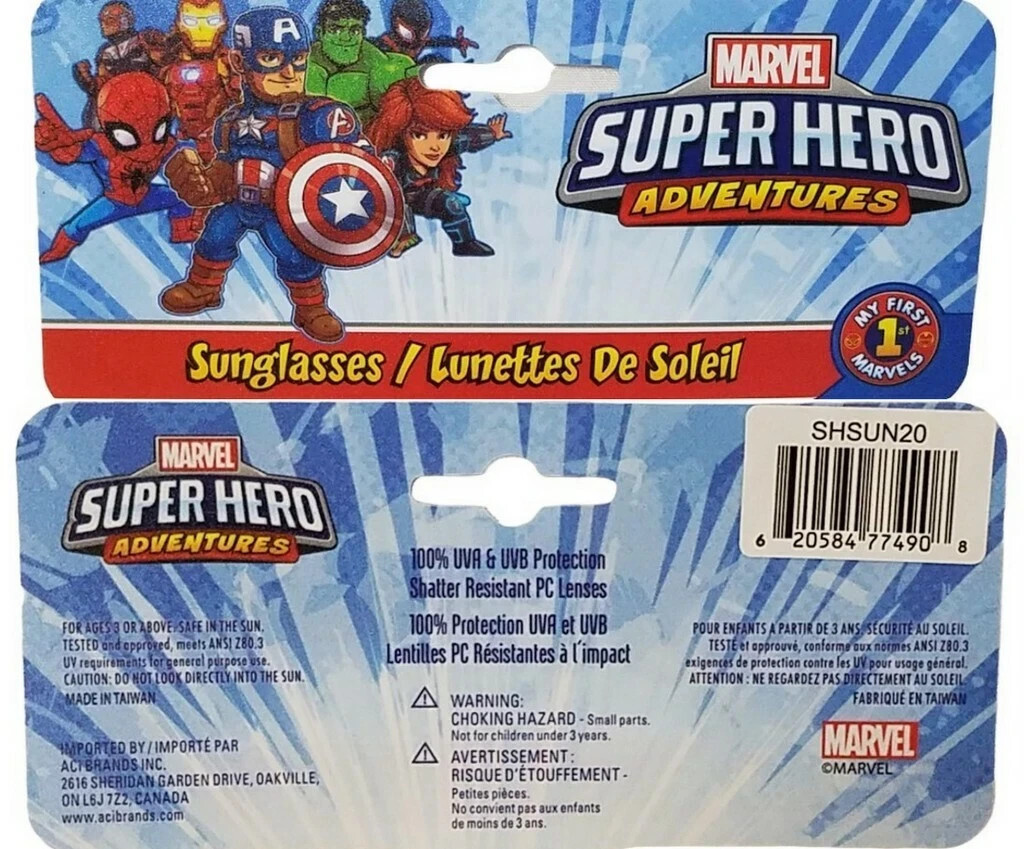 MARVEL
SUPER HERO
ADVENTURES
MY FIRST
1st
MARVELS
Sunglasses / Lunettes De Soleil
MARVEL
SUPER HERO
ADVENTURES
SHSUN20
6 20584 77490 8
100% UVA & UVB Protection
Shatter Resistant PC Lenses
100% Protection UVA et UVB
Lentilles PC Résistantes à l'impact
FOR AGES 3 OR ABOVE. SAFE IN THE SUN.
TESTED and approved, meets ANSI Z80.3
UV requirements for general purpose use.
CAUTION: DO NOT LOOK DIRECTLY INTO THE SUN.
MADE IN TAIWAN
IMPORTED BY / IMPORTÉ PAR
ACI BRANDS INC.
2616 SHERIDAN GARDEN DRIVE, OAKVILLE,
ON L6J 7Z2, CANADA
www.acibrands.com
WARNING:
CHOKING HAZARD - Small parts.
Not for children under 3 years.
AVERTISSEMENT :
RISQUE D'ÉTOUFFEMENT -
Petites pièces.
No convient pas aux enfants
de moins de 3 ans.
POUR ENFANTS A PARTIR DE 3 ANS, SÉCURITÉ AU SOLEIL.
TESTÉ et approuvé, conforme aux normes ANSI Z80.3
exigences de protection contre les UV pour usage général.
ATTENTION : NE REGARDEZ PAS DIRECTEMENT AU SOLEIL
FABRIQUÉ EN TAIWAN
MARVEL
©MARVEL